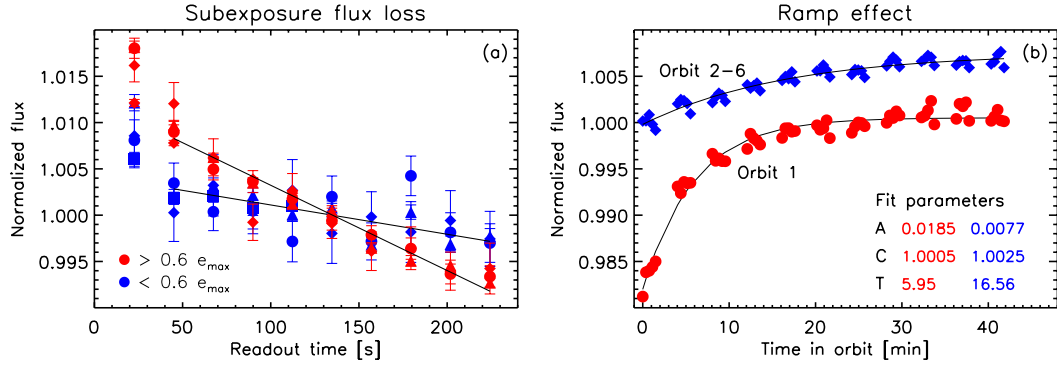 Subexposure flux loss
(a)
Normalized flux
1.015
1.010
1.005
1.000
0.995
> 0.6 e_max
< 0.6 e_max
0 50 100 150 200
Readout time [s]
Ramp effect
(b)
Normalized flux
1.005
1.000
0.995
0.990
0.985
Orbit 2-6
Orbit 1
Fit parameters
A 0.0185 0.0077
C 1.0005 1.0025
T 5.95 16.56
0 10 20 30 40
Time in orbit [min]